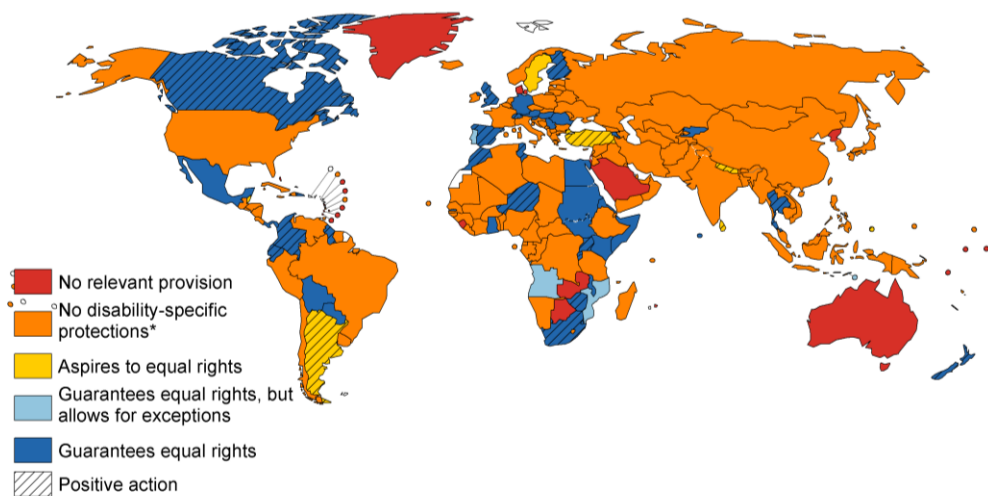 No relevant provision
No disability-specific
protections*
Aspires to equal rights
Guarantees equal rights, but
allows for exceptions
Guarantees equal rights
Positive action